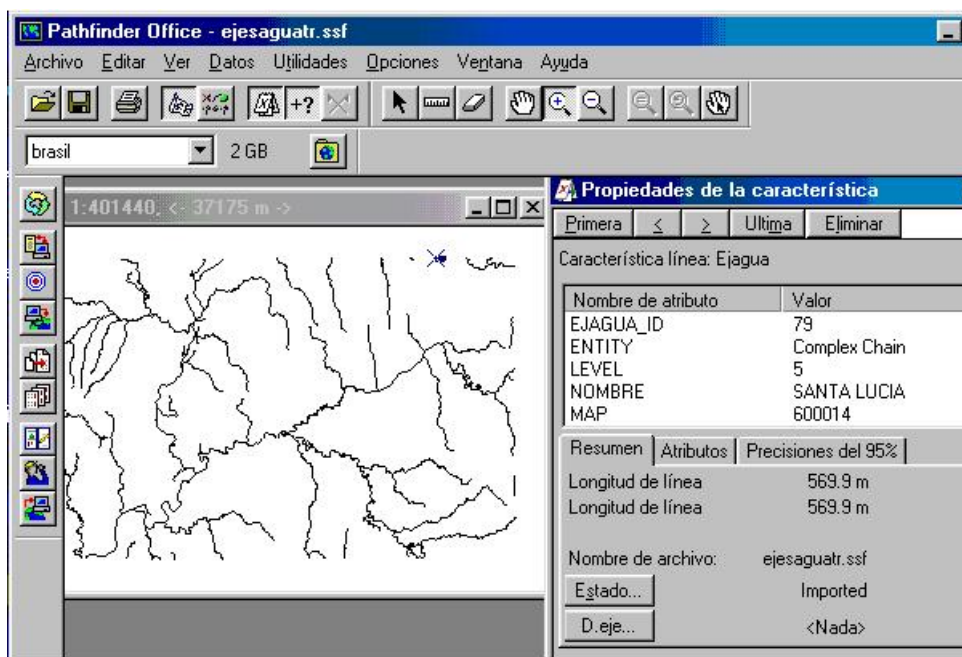 Pathfinder Office - ejesaguatr.ssf
Archivo Editar Ver Datos Utilidades Opciones Ventana Ayuda
+?
brasil 2 GB
1:401440, <- 37175 m ->
Propiedades de la característica
Primera < > Ultima Eliminar
Característica línea: Ejagua
Nombre de atributo Valor
EJAGUA_ID 79
ENTITY Complex Chain
LEVEL 5
NOMBRE SANTA LUCIA
MAP 600014
Resumen Atributos Precisiones del 95%
Longitud de línea 569.9 m
Longitud de línea 569.9 m
Nombre de archivo: ejesaguatr.ssf
Estado... Imported
D.eje... <Nada>